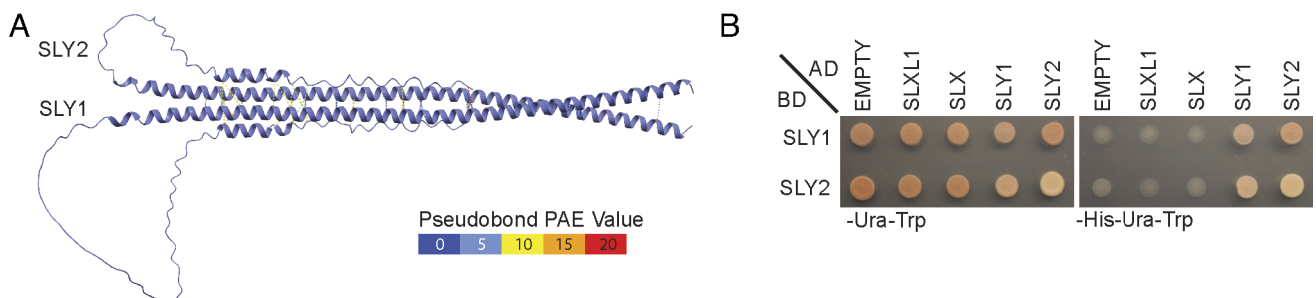 A
SLY2
SLY1
Pseudobond PAE Value
0 5 10 15 20
B
AD
BD
EMPTY SLXL1 SLX SLY1 SLY2 EMPTY SLXL1 SLX SLY1 SLY2
SLY1
SLY2
-Ura-Trp -His-Ura-Trp